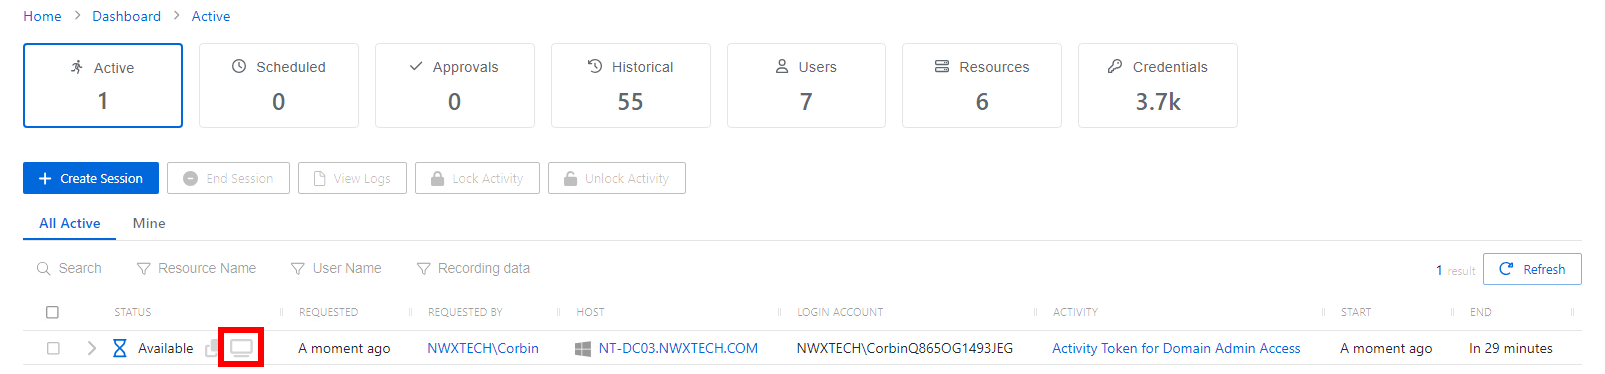 Home > Dashboard > Active
Active Scheduled Approvals Historical Users Resources Credentials
1 0 0 55 7 6 3.7k
Create Session End Session View Logs Lock Activity Unlock Activity
All Active Mine
Search Resource Name User Name Recording data 1 result Refresh
STATUS REQUESTED REQUESTED BY HOST LOGIN ACCOUNT ACTIVITY START END
Available A moment ago NWXTECH\Corbin NT-DC03.NWXTECH.COM NWXTECH\CorbinQ865OG1493JEG Activity Token for Domain Admin Access A moment ago In 29 minutes